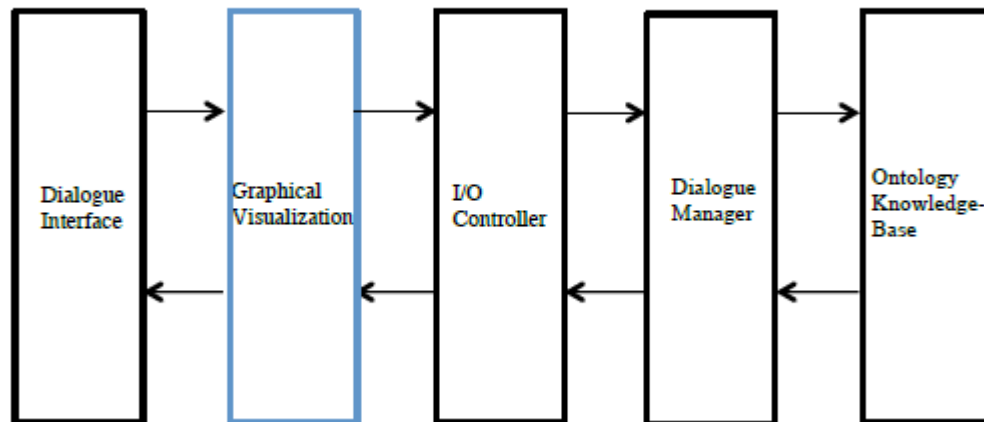 Dialogue
Interface
Graphical
Visualization
I/O
Controller
Dialogue
Manager
Ontology
Knowledge-
Base